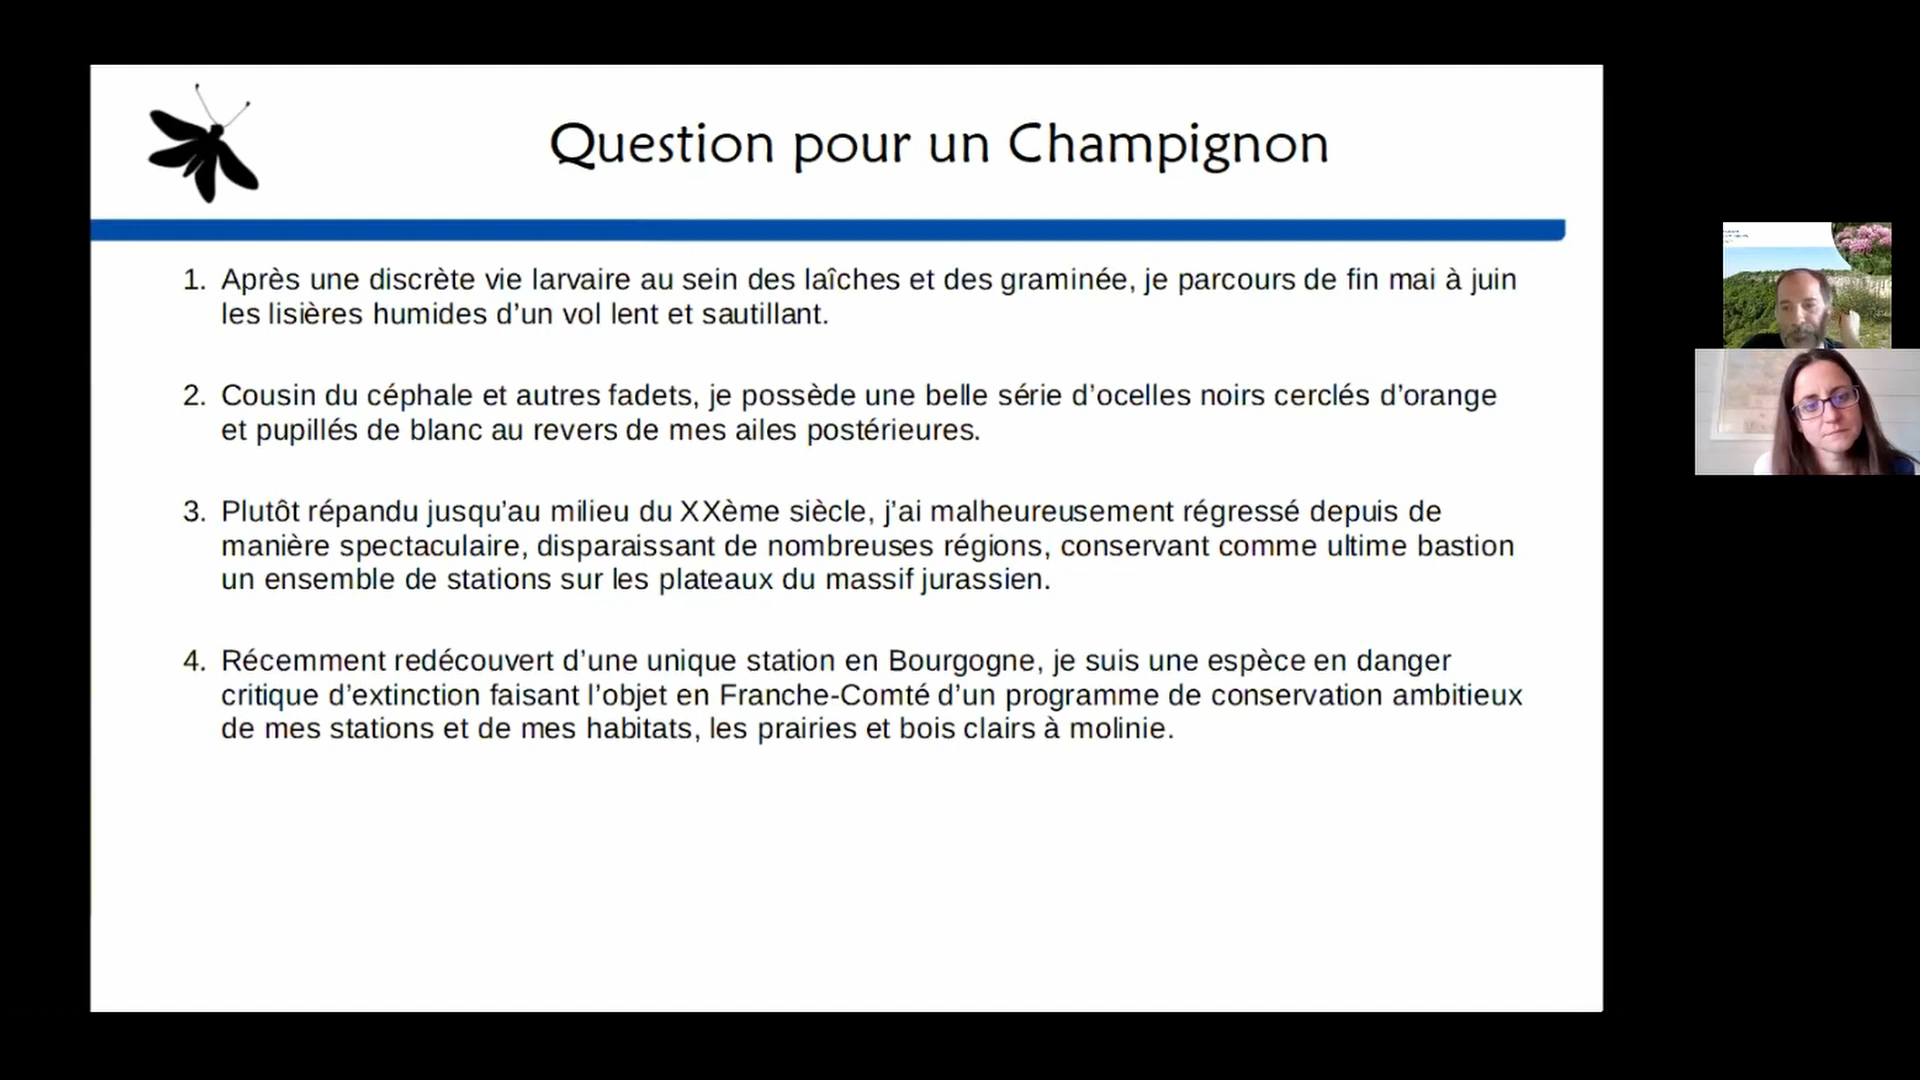 Question pour un Champignon
1. Après une discrète vie larvaire au sein des laîches et des graminée, je parcours de fin mai à juin
les lisières humides d’un vol lent et sautillant.
2. Cousin du céphale et autres fadets, je possède une belle série d’ocelles noirs cerclés d’orange
et pupillés de blanc au revers de mes ailes postérieures.
3. Plutôt répandu jusqu’au milieu du XXème siècle, j’ai malheureusement régressé depuis de
manière spectaculaire, disparaissant de nombreuses régions, conservant comme ultime bastion
un ensemble de stations sur les plateaux du massif jurassien.
4. Récemment redécouvert d’une unique station en Bourgogne, je suis une espèce en danger
critique d’extinction faisant l’objet en Franche-Comté d’un programme de conservation ambitieux
de mes stations et de mes habitats, les prairies et bois clairs à molinie.